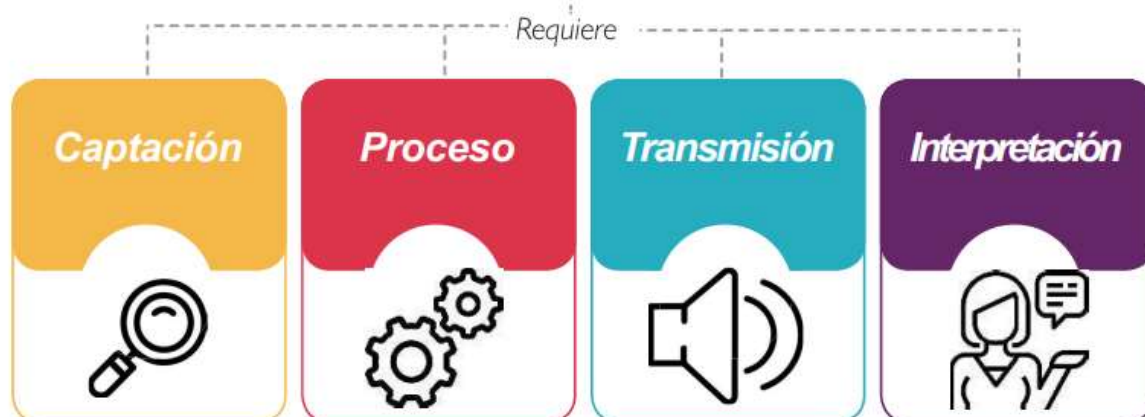 Requiere
Captación
Proceso
Transmisión
Interpretación